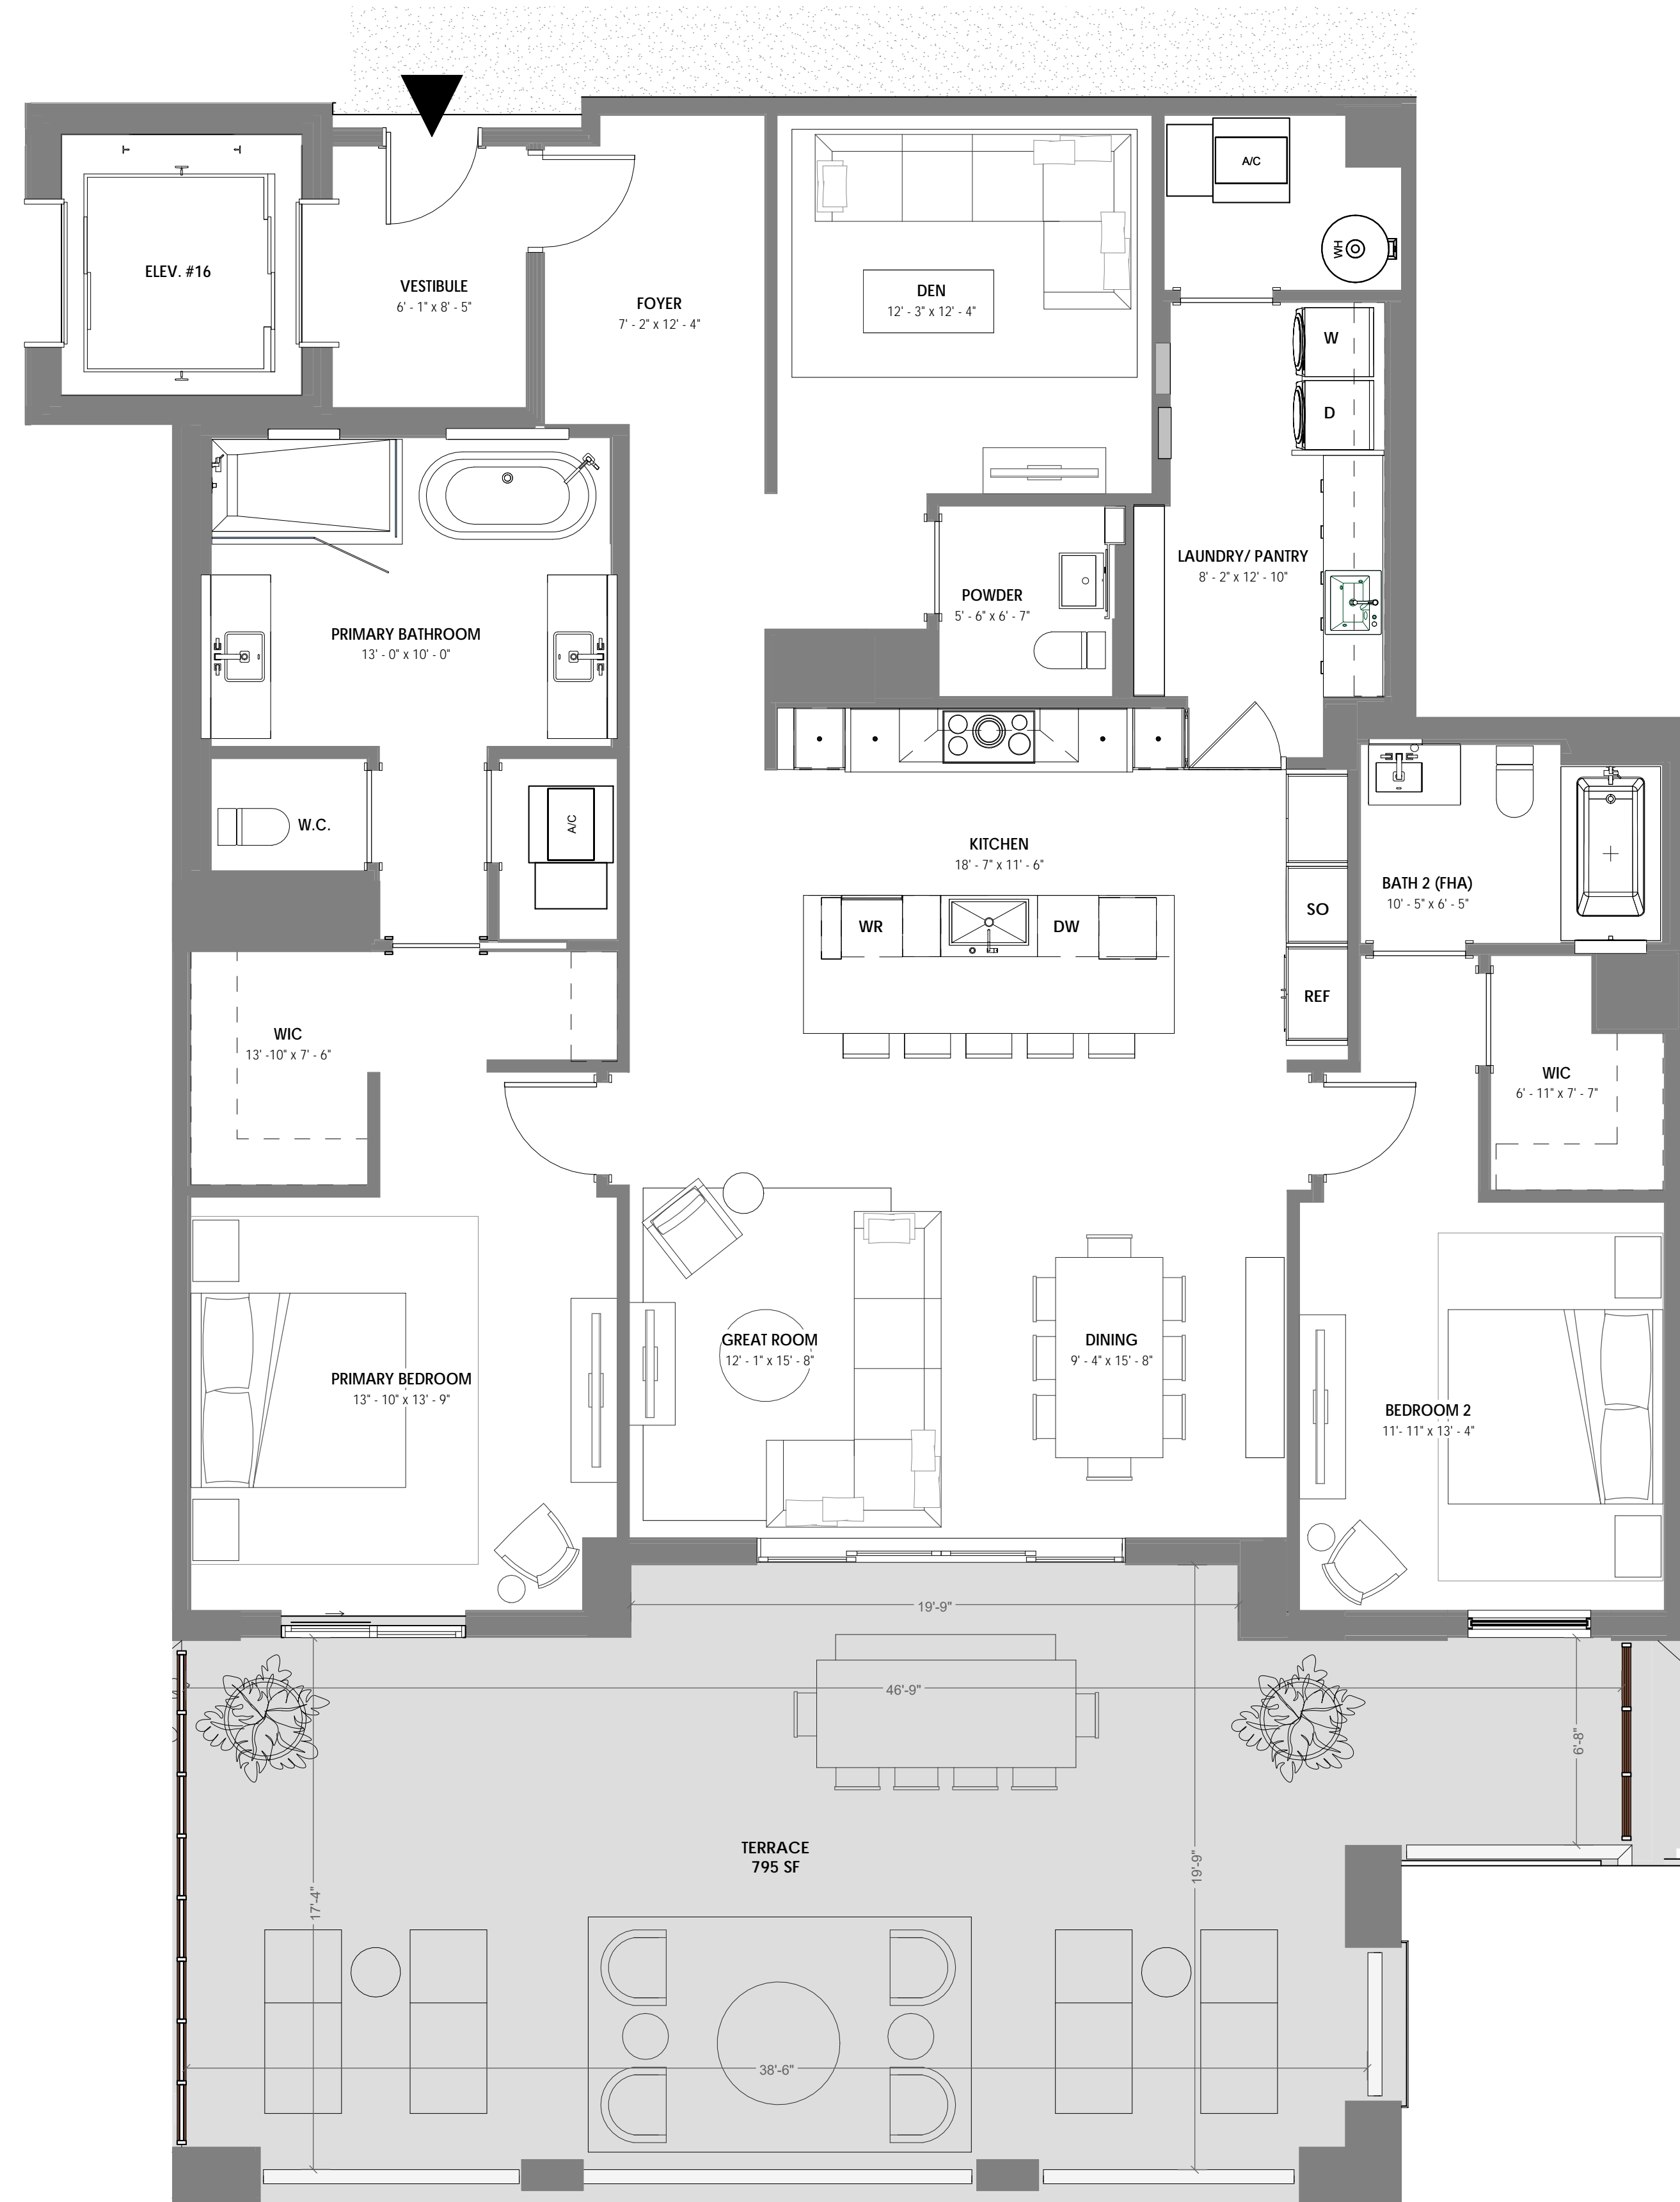 A/C
WH
ELEV. #16
VESTIBULE
6' - 1" x 8' - 5"
FOYER
7' - 2" x 12' - 4"
DEN
12' - 3" x 12' - 4"
W
D
LAUNDRY/ PANTRY
8' - 2" x 12' - 10"
POWDER
5' - 6" x 6' - 7"
PRIMARY BATHROOM
13' - 0" x 10' - 0"
W.C.
A/C
KITCHEN
18' - 7" x 11' - 6"
BATH 2 (FHA)
10' - 5" x 6' - 5"
WR
DW
SO
REF
WIC
13' -10" x 7' - 6"
WIC
6' - 11" x 7' - 7"
GREAT ROOM
12' - 1" x 15' - 8"
DINING
9' - 4" x 15' - 8"
PRIMARY BEDROOM
13" - 10" x 13' - 9"
BEDROOM 2
11'- 11" x 13' - 4"
19'-9"
46'-9"
6'-8"
TERRACE
795 SF
17'-4"
19'-9"
38'-6"